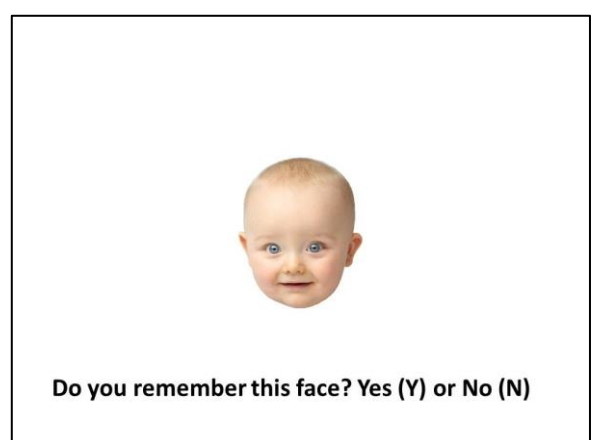 Do you remember this face? Yes (Y) or No (N)